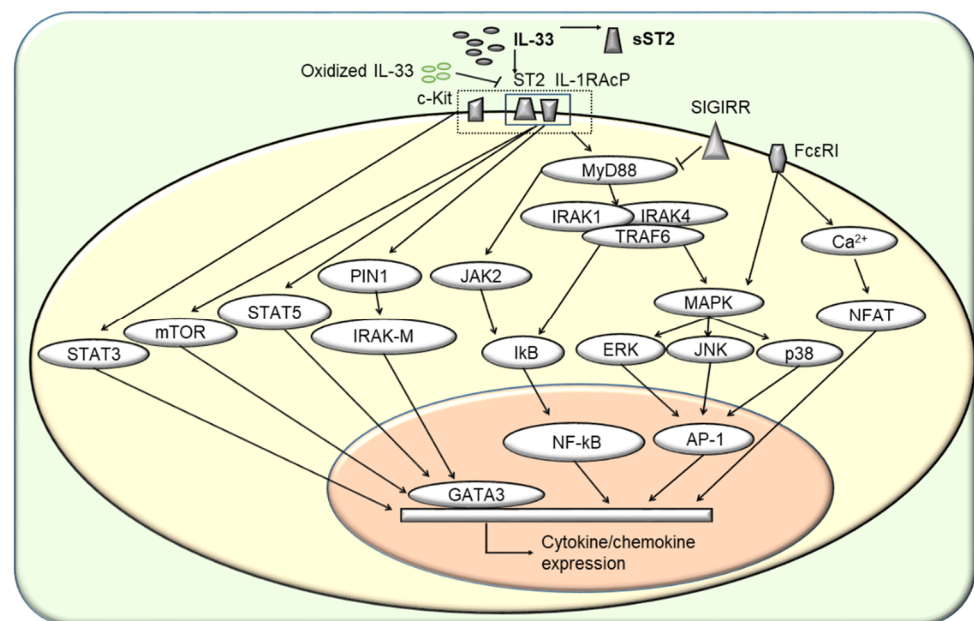 IL-33
sST2
Oxidized IL-33
ST2 IL-1RAcP
c-Kit
SIGIRR
FcεRI
MyD88
IRAK1
IRAK4
TRAF6
Ca²⁺
PIN1
JAK2
MAPK
STAT5
NFAT
mTOR
IRAK-M
STAT3
IkB
ERK
JNK
p38
NF-kB
AP-1
GATA3
Cytokine/chemokine
expression